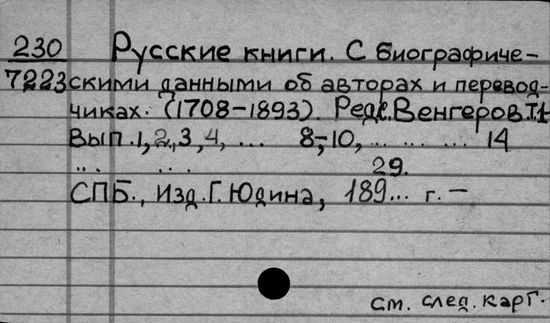 230 Русские книги. С биографиче-
7223 скими данными об авторах и перевод-
чиках. (1708-1893). Ред. С. Венгеров. Т.1
Вып. 1, 2, 3, 4, ... 8-10, ... ... ... 14
... ... 29.
СПБ., Изд. Г. Юдина, 189... г. -
см. след. карт.